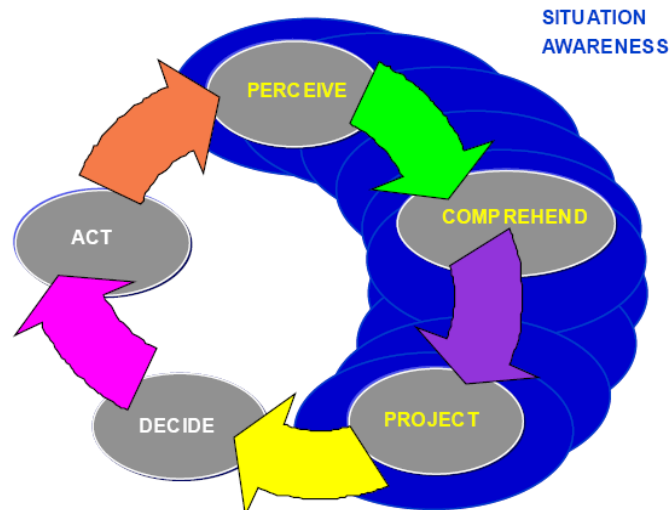 SITUATION
AWARENESS
PERCEIVE
COMPREHEND
ACT
PROJECT
DECIDE